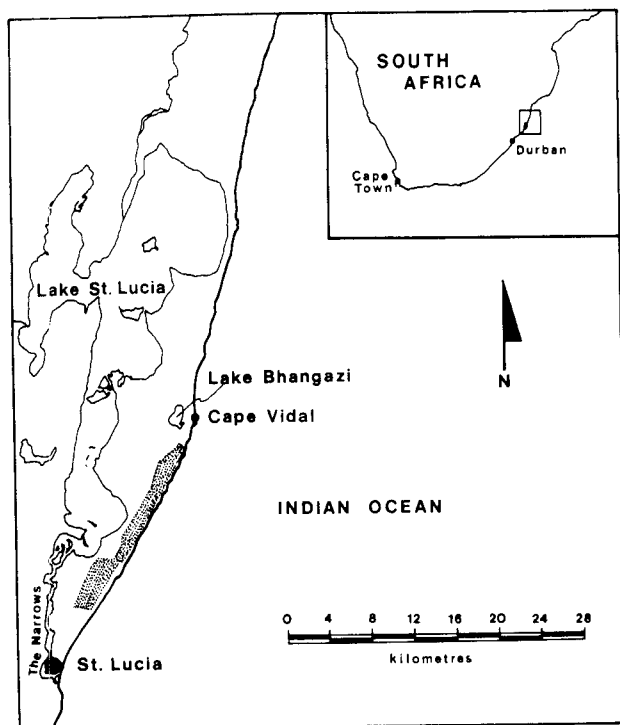 SOUTH
AFRICA
Durban
Cape
Town
Lake St. Lucia
N
Lake Bhangazi
Cape Vidal
INDIAN OCEAN
The Narrows
0 4 8 12 16 20 24 28
kilometres
St. Lucia